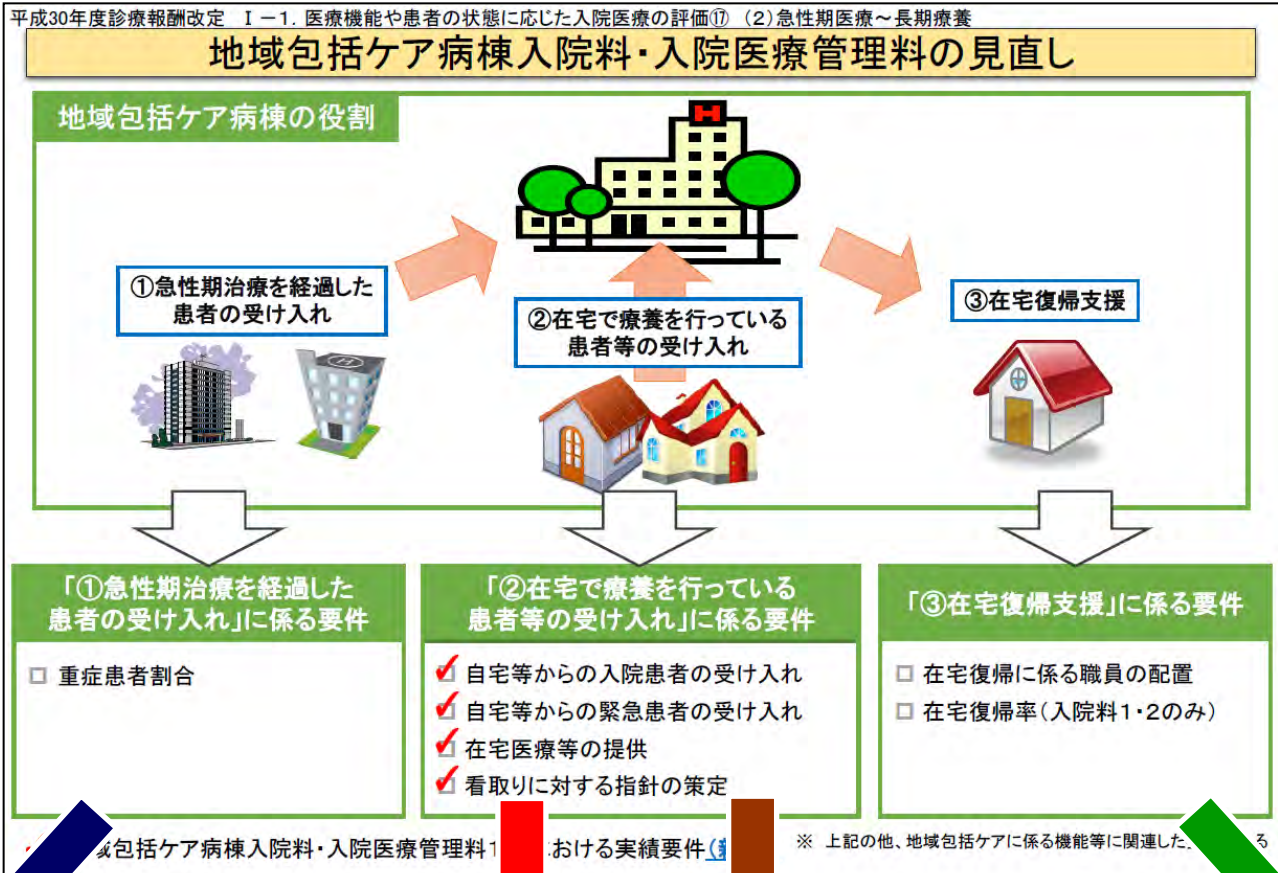 平成30年度診療報酬改定　Ⅰ－1．医療機能や患者の状態に応じた入院医療の評価⑰　（2）急性期医療～長期療養
地域包括ケア病棟入院料・入院医療管理料の見直し
地域包括ケア病棟の役割
H
①急性期治療を経過した
患者の受け入れ
②在宅で療養を行っている
患者等の受け入れ
③在宅復帰支援
H
「①急性期治療を経過した
患者の受け入れ」に係る要件
□ 重症患者割合
「②在宅で療養を行っている
患者等の受け入れ」に係る要件
✓ 自宅等からの入院患者の受け入れ
✓ 自宅等からの緊急患者の受け入れ
✓ 在宅医療等の提供
✓ 看取りに対する指針の策定
「③在宅復帰支援」に係る要件
□ 在宅復帰に係る職員の配置
□ 在宅復帰率（入院料1・2のみ）
域包括ケア病棟入院料・入院医療管理料1 おける実績要件（
※　上記の他、地域包括ケアに係る機能等に関連した る